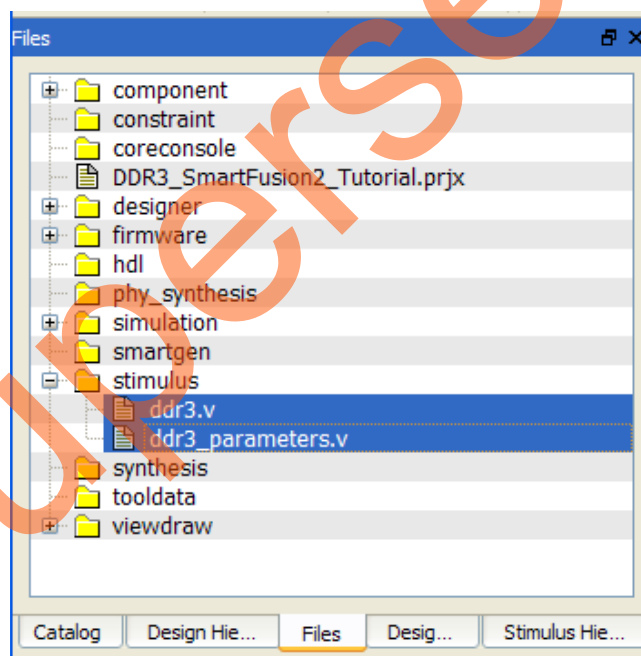 Files
component
constraint
coreconsole
DDR3_SmartFusion2_Tutorial.prjx
designer
firmware
hdl
phy_synthesis
simulation
smartgen
stimulus
ddr3.v
ddr3_parameters.v
synthesis
tooldata
viewdraw
Catalog Design Hie... Files Desig... Stimulus Hie...
uperse